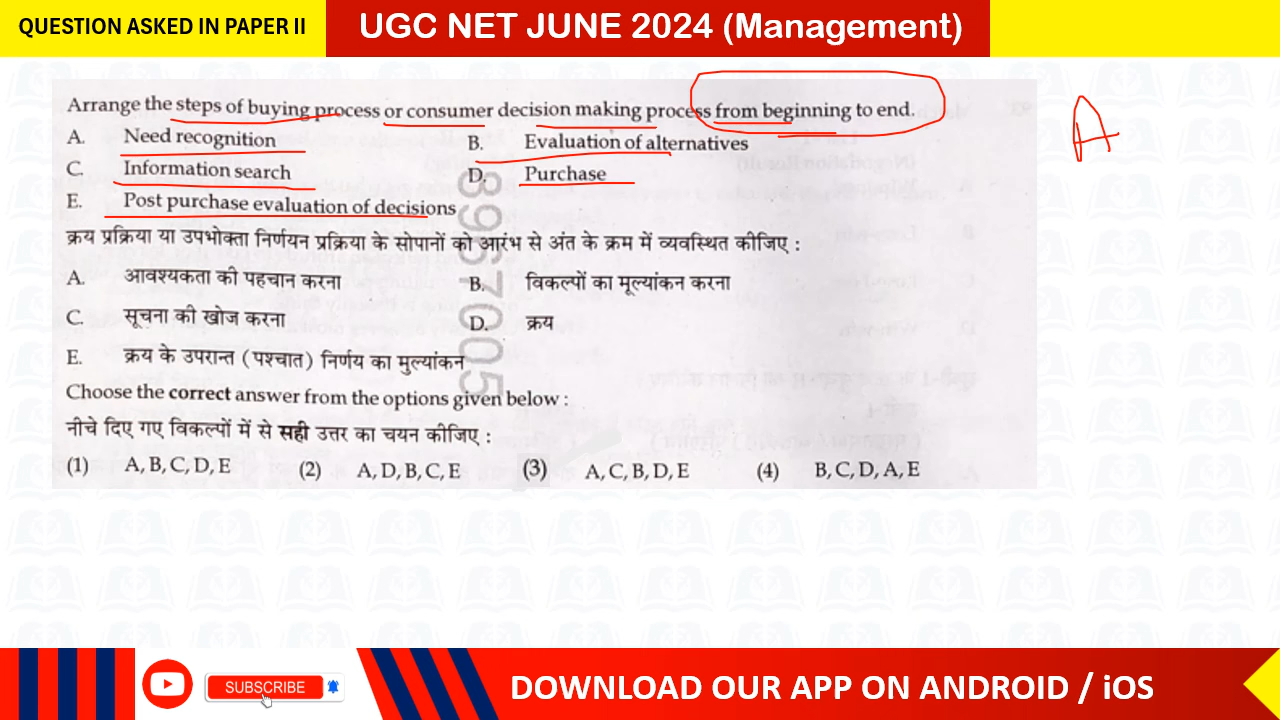 QUESTION ASKED IN PAPER II
UGC NET JUNE 2024 (Management)
Arrange the steps of buying process or consumer decision making process from beginning to end.
A. Need recognition B. Evaluation of alternatives
C. Information search D. Purchase
E. Post purchase evaluation of decisions
क्रय प्रक्रिया या उपभोक्ता निर्णयन प्रक्रिया के सोपानों को आरंभ से अंत के क्रम में व्यवस्थित कीजिए :
A. आवश्यकता की पहचान करना B. विकल्पों का मूल्यांकन करना
C. सूचना की खोज करना D. क्रय
E. क्रय के उपरान्त (पश्चात) निर्णय का मुल्यांकन
Choose the correct answer from the options given below :
नीचे दिए गए विकल्पों में से सही उत्तर का चयन कीजिए :
(1) A, B, C, D, E (2) A, D, B, C, E (3) A, C, B, D, E (4) B, C, D, A, E
A
SUBSCRIBE
DOWNLOAD OUR APP ON ANDROID / iOS